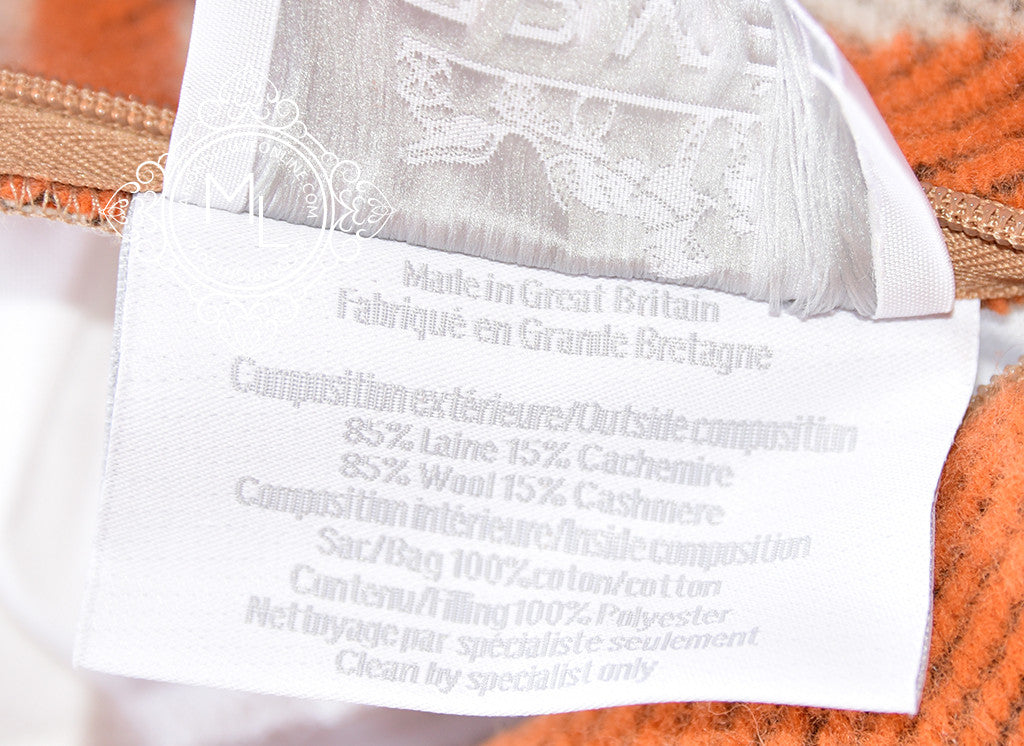 Made in Great Britain
Fabriqué en Grande Bretagne
Composition extérieure/Outside composition
85% Laine 15% Cachemire
85% Wool 15% Cashmere
Composition intérieure/Inside composition
Sac/Bag 100% coton/cotton
Contenu/Filling 100% Polyester
Nettoyage par spécialiste seulement
Clean by specialist only